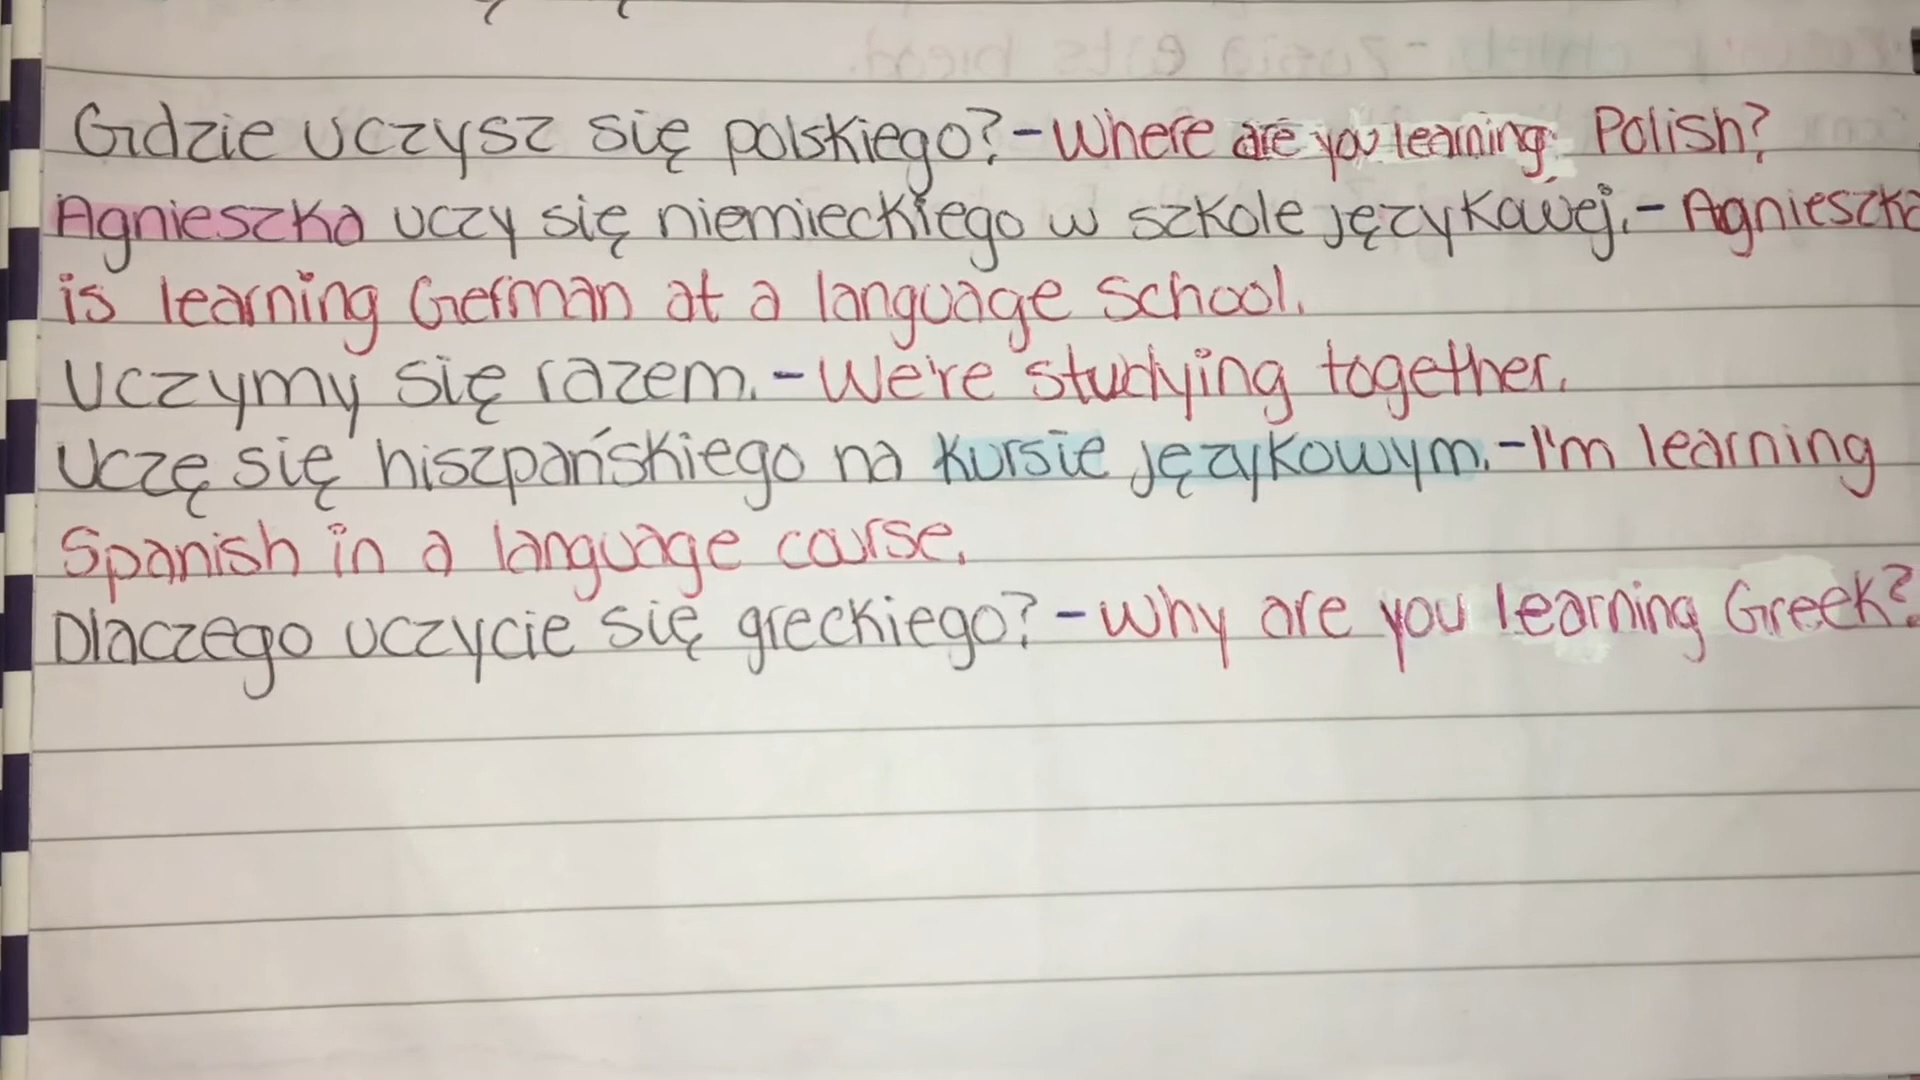 Gdzie uczysz się polskiego? - Where are you learning Polish?
Agnieszka uczy się niemieckiego w szkole językowej. - Agnieszka
is learning German at a language school.
Uczymy się razem. - We're studying together.
Uczę się hiszpańskiego na kursie językowym. - I'm learning
Spanish in a language course.
Dlaczego uczycie się greckiego? - Why are you learning Greek?